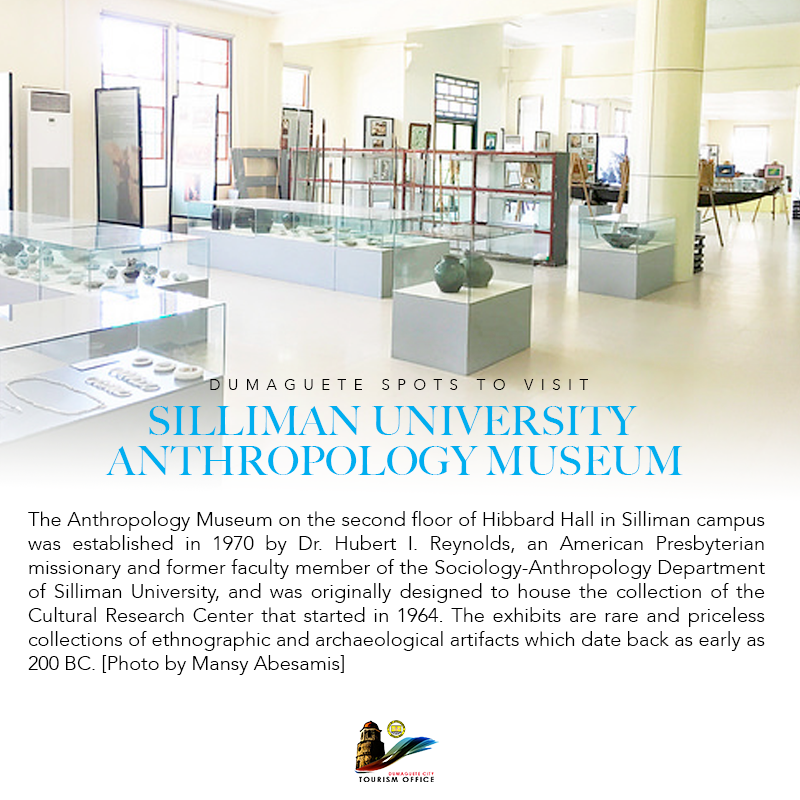 DUMAGUETE SPOTS TO VISIT
SILLIMAN UNIVERSITY
ANTHROPOLOGY MUSEUM
The Anthropology Museum on the second floor of Hibbard Hall in Silliman campus
was established in 1970 by Dr. Hubert I. Reynolds, an American Presbyterian
missionary and former faculty member of the Sociology-Anthropology Department
of Silliman University, and was originally designed to house the collection of the
Cultural Research Center that started in 1964. The exhibits are rare and priceless
collections of ethnographic and archaeological artifacts which date back as early as
200 BC. [Photo by Mansy Abesamis]
DUMAGUETE CITY
TOURISM OFFICE